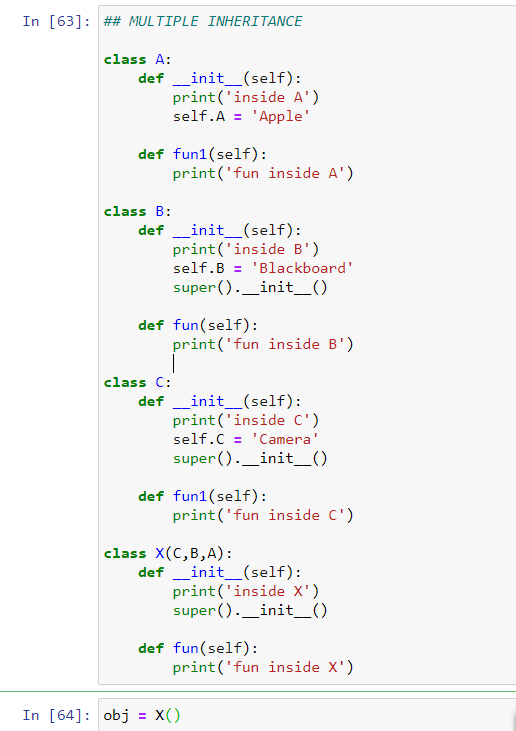 In [63]: ## MULTIPLE INHERITANCE
class A:
    def __init__(self):
        print('inside A')
        self.A = 'Apple'
    def fun1(self):
        print('fun inside A')
class B:
    def __init__(self):
        print('inside B')
        self.B = 'Blackboard'
        super().__init__()
    def fun(self):
        print('fun inside B')
class C:
    def __init__(self):
        print('inside C')
        self.C = 'Camera'
        super().__init__()
    def fun1(self):
        print('fun inside C')
class X(C,B,A):
    def __init__(self):
        print('inside X')
        super().__init__()
    def fun(self):
        print('fun inside X')
In [64]: obj = X()